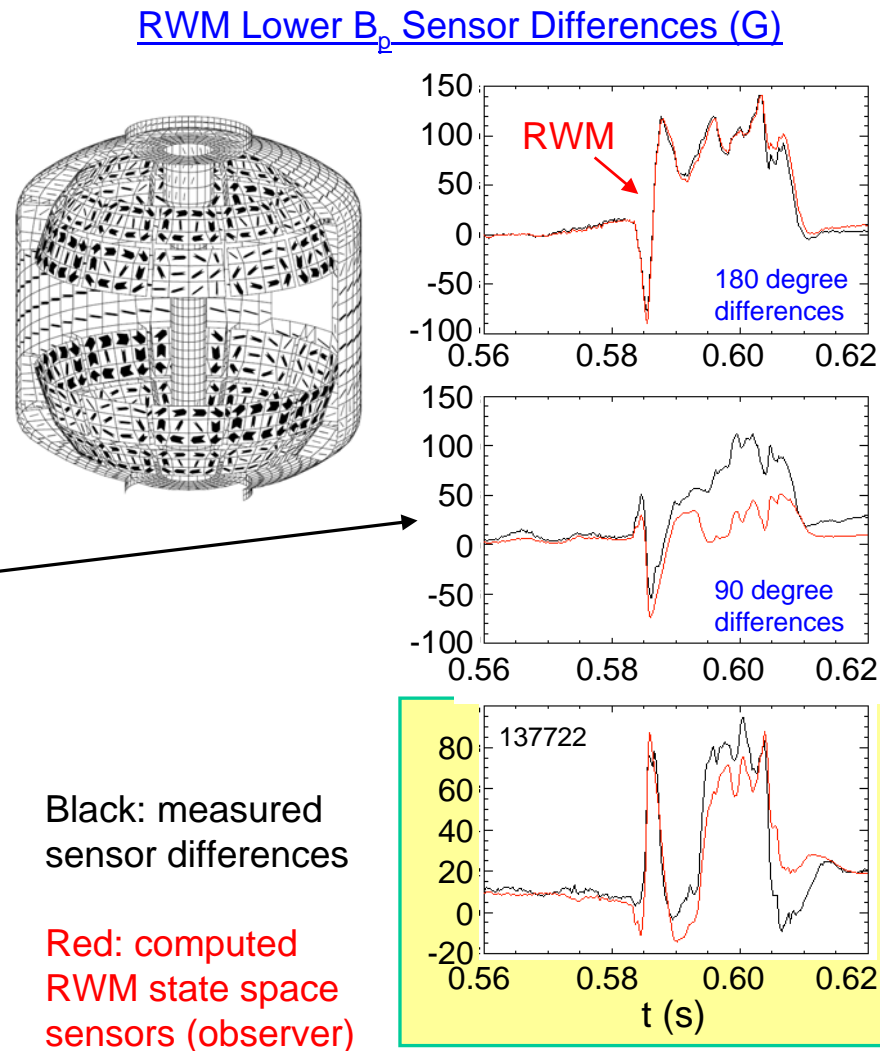 RWM Lower Bp Sensor Differences (G)
150
100
50
0
-50
-100
RWM
180 degree
differences
0.56 0.58 0.60 0.62
150
100
50
0
-50
-100
90 degree
differences
0.56 0.58 0.60 0.62
137722
80
60
40
20
0
-20
0.56 0.58 0.60 0.62
t (s)
Black: measured
sensor differences
Red: computed
RWM state space
sensors (observer)